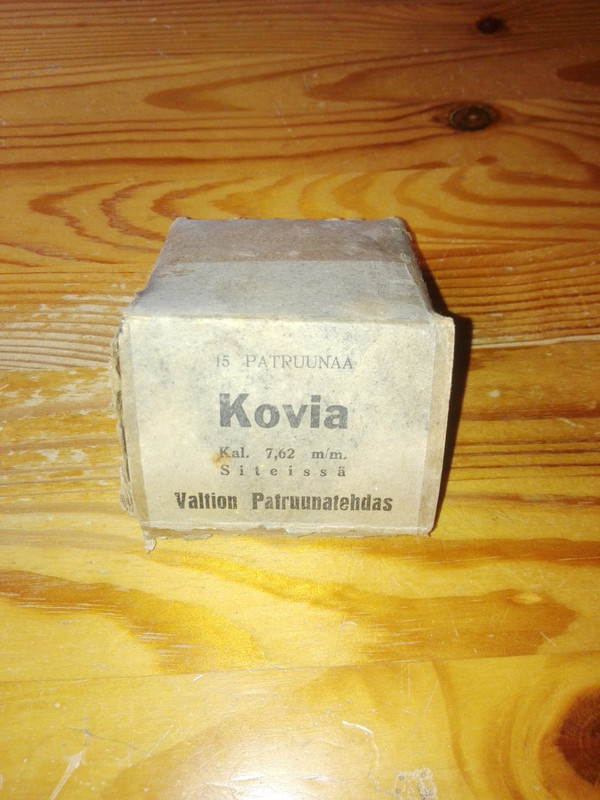 15 PATRUUNAA
Kovia
Kal. 7,62 m/m.
Siteissä
Valtion Patruunatehdas